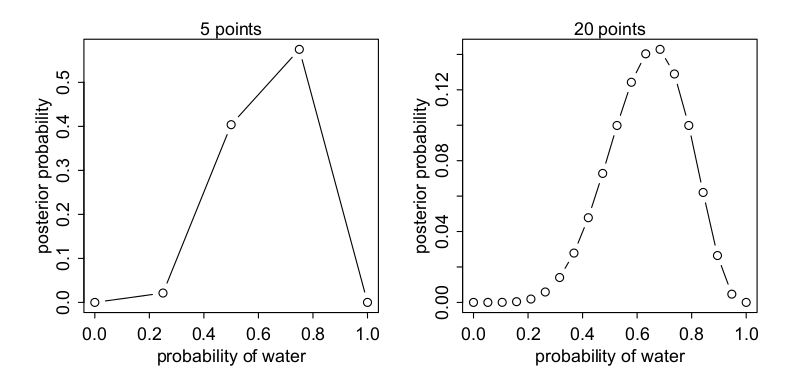 5 points
posterior probability
0.0 0.1 0.2 0.3 0.4 0.5
0.0 0.2 0.4 0.6 0.8 1.0
probability of water
20 points
posterior probability
0.00 0.04 0.08 0.12
0.0 0.2 0.4 0.6 0.8 1.0
probability of water